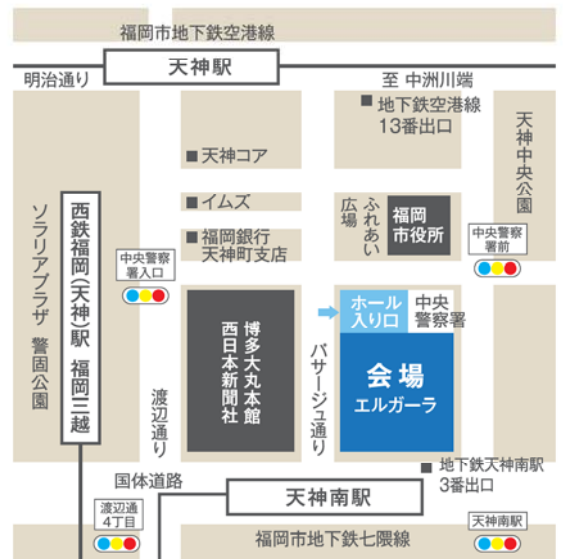 福岡市地下鉄空港線
天神駅
明治通り
至 中洲川端
■地下鉄空港線
13番出口
天神中央公園
■天神コア
■イムズ
■福岡銀行
天神町支店
ふれあい
広場
福岡
市役所
中央警察
署前
ソラリアプラザ 警固公園
西鉄福岡(天神)駅 福岡三越
中央警察
署入口
渡辺通り
博多大丸本館
西日本新聞社
パサージュ通り
ホール
入り口
中央
警察署
会場
エルガーラ
■地下鉄天神南駅
3番出口
国体道路
天神南駅
渡辺通
4丁目
福岡市地下鉄七隈線
天神南駅